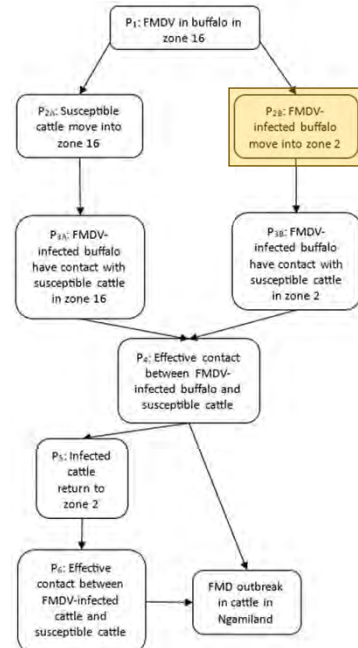 P₁: FMDV in buffalo in
zone 16
P₂ₐ: Susceptible
cattle move into
zone 16
P₂B: FMDV-
infected buffalo
move into zone 2
P₃ₐ: FMDV-
infected buffalo
have contact with
susceptible cattle
in zone 16
P₃B: FMDV-
infected buffalo
have contact with
susceptible cattle
in zone 2
P₄: Effective contact
between FMDV-
infected buffalo and
susceptible cattle
P₅: Infected
cattle
return to
zone 2
P₆: Effective
contact between
FMDV-infected
cattle and
susceptible cattle
FMD outbreak
in cattle in
Ngamiland